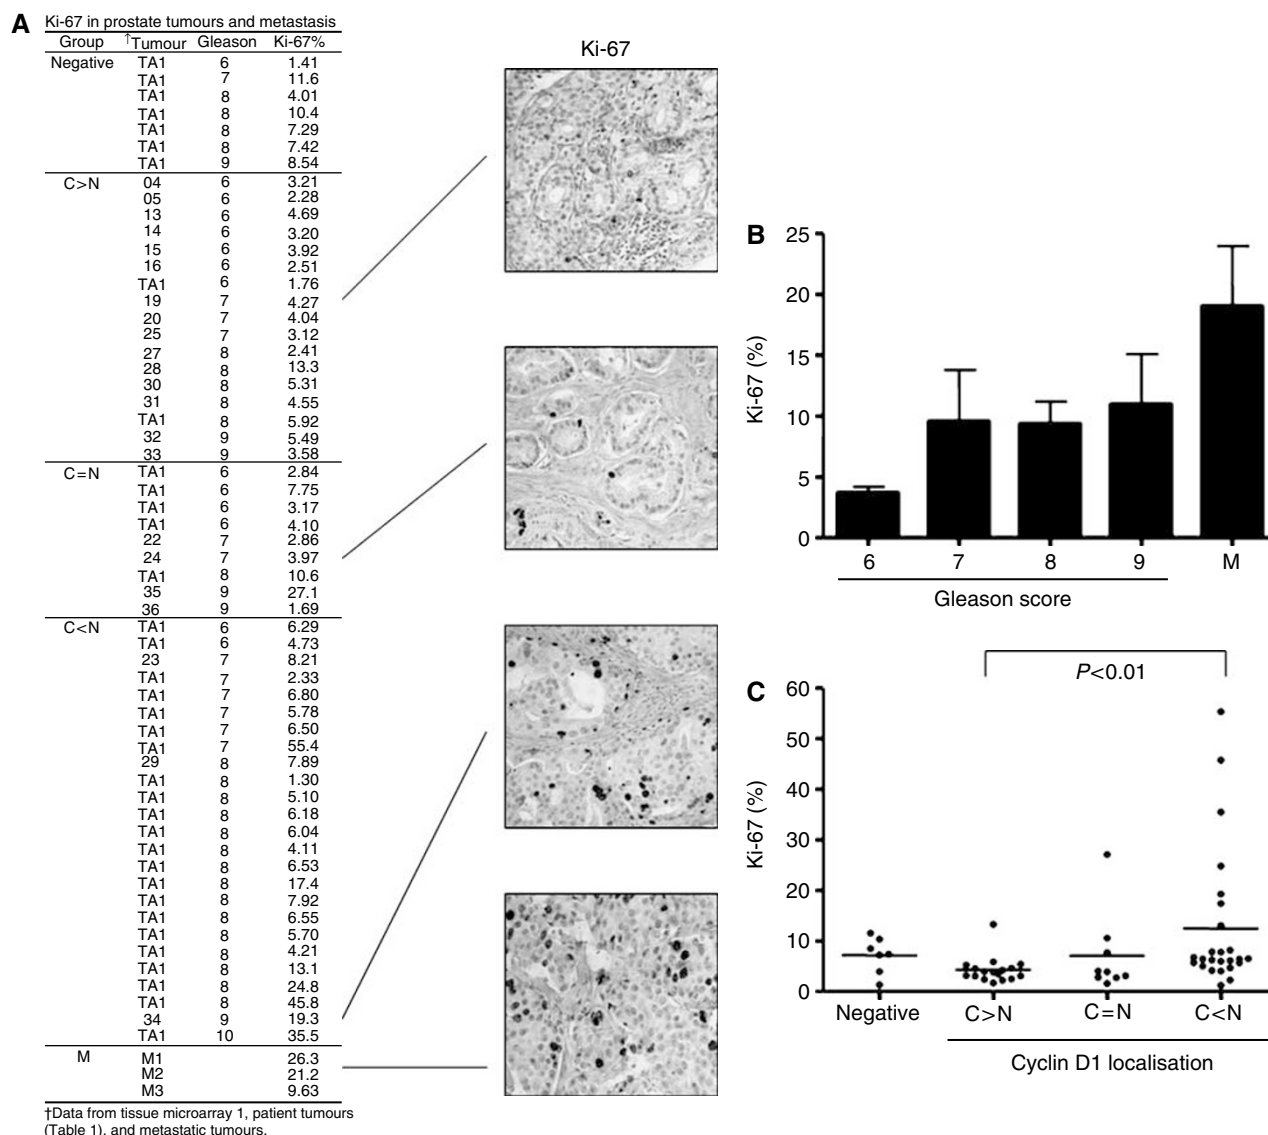 A
Ki-67 in prostate tumours and metastasis
Group ↑Tumour Gleason Ki-67%
Negative TA1 6 1.41
TA1 7 11.6
TA1 8 4.01
TA1 8 10.4
TA1 8 7.29
TA1 8 7.42
TA1 9 8.54
C>N 04 6 3.21
05 6 2.28
13 6 4.69
14 6 3.20
15 6 3.92
16 6 2.51
TA1 6 1.76
19 7 4.27
20 7 4.04
25 7 3.12
27 8 2.41
28 8 13.3
30 8 5.31
31 8 4.55
TA1 8 5.92
32 9 5.49
33 9 3.58
C=N TA1 6 2.84
TA1 6 7.75
TA1 6 3.17
TA1 6 4.10
22 7 2.86
24 7 3.97
TA1 8 10.6
35 9 27.1
36 9 1.69
C<N TA1 6 6.29
TA1 6 4.73
23 7 8.21
TA1 7 2.33
TA1 7 6.80
TA1 7 5.78
TA1 7 6.50
TA1 7 55.4
29 8 7.89
TA1 8 1.30
TA1 8 5.10
TA1 8 6.18
TA1 8 6.04
TA1 8 4.11
TA1 8 6.53
TA1 8 17.4
TA1 8 7.92
TA1 8 6.55
TA1 8 5.70
TA1 8 4.21
TA1 8 13.1
TA1 8 24.8
TA1 8 45.8
34 9 19.3
TA1 10 35.5
M M1 26.3
M2 21.2
M3 9.63
†Data from tissue microarray 1, patient tumours
(Table 1), and metastatic tumours.
Ki-67
B
Ki-67 (%)
25
20
15
10
5
0
6 7 8 9 M
Gleason score
C
P<0.01
Ki-67 (%)
60
50
40
30
20
10
0
Negative C>N C=N C<N
Cyclin D1 localisation